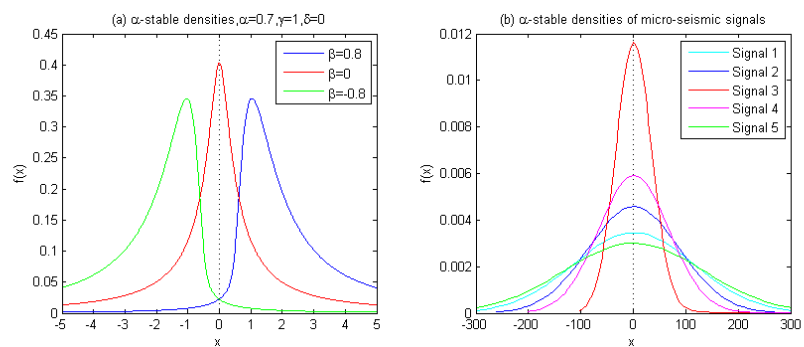 (a) α-stable densities,α=0.7,γ=1,δ=0
0.45
0.4
0.35
0.3
0.25
0.2
0.15
0.1
0.05
0
f(x)
β=0.8
β=0
β=-0.8
-5 -4 -3 -2 -1 0 1 2 3 4 5
x
(b) α-stable densities of micro-seismic signals
0.012
0.01
0.008
0.006
0.004
0.002
0
f(x)
Signal 1
Signal 2
Signal 3
Signal 4
Signal 5
-300 -200 -100 0 100 200 300
x